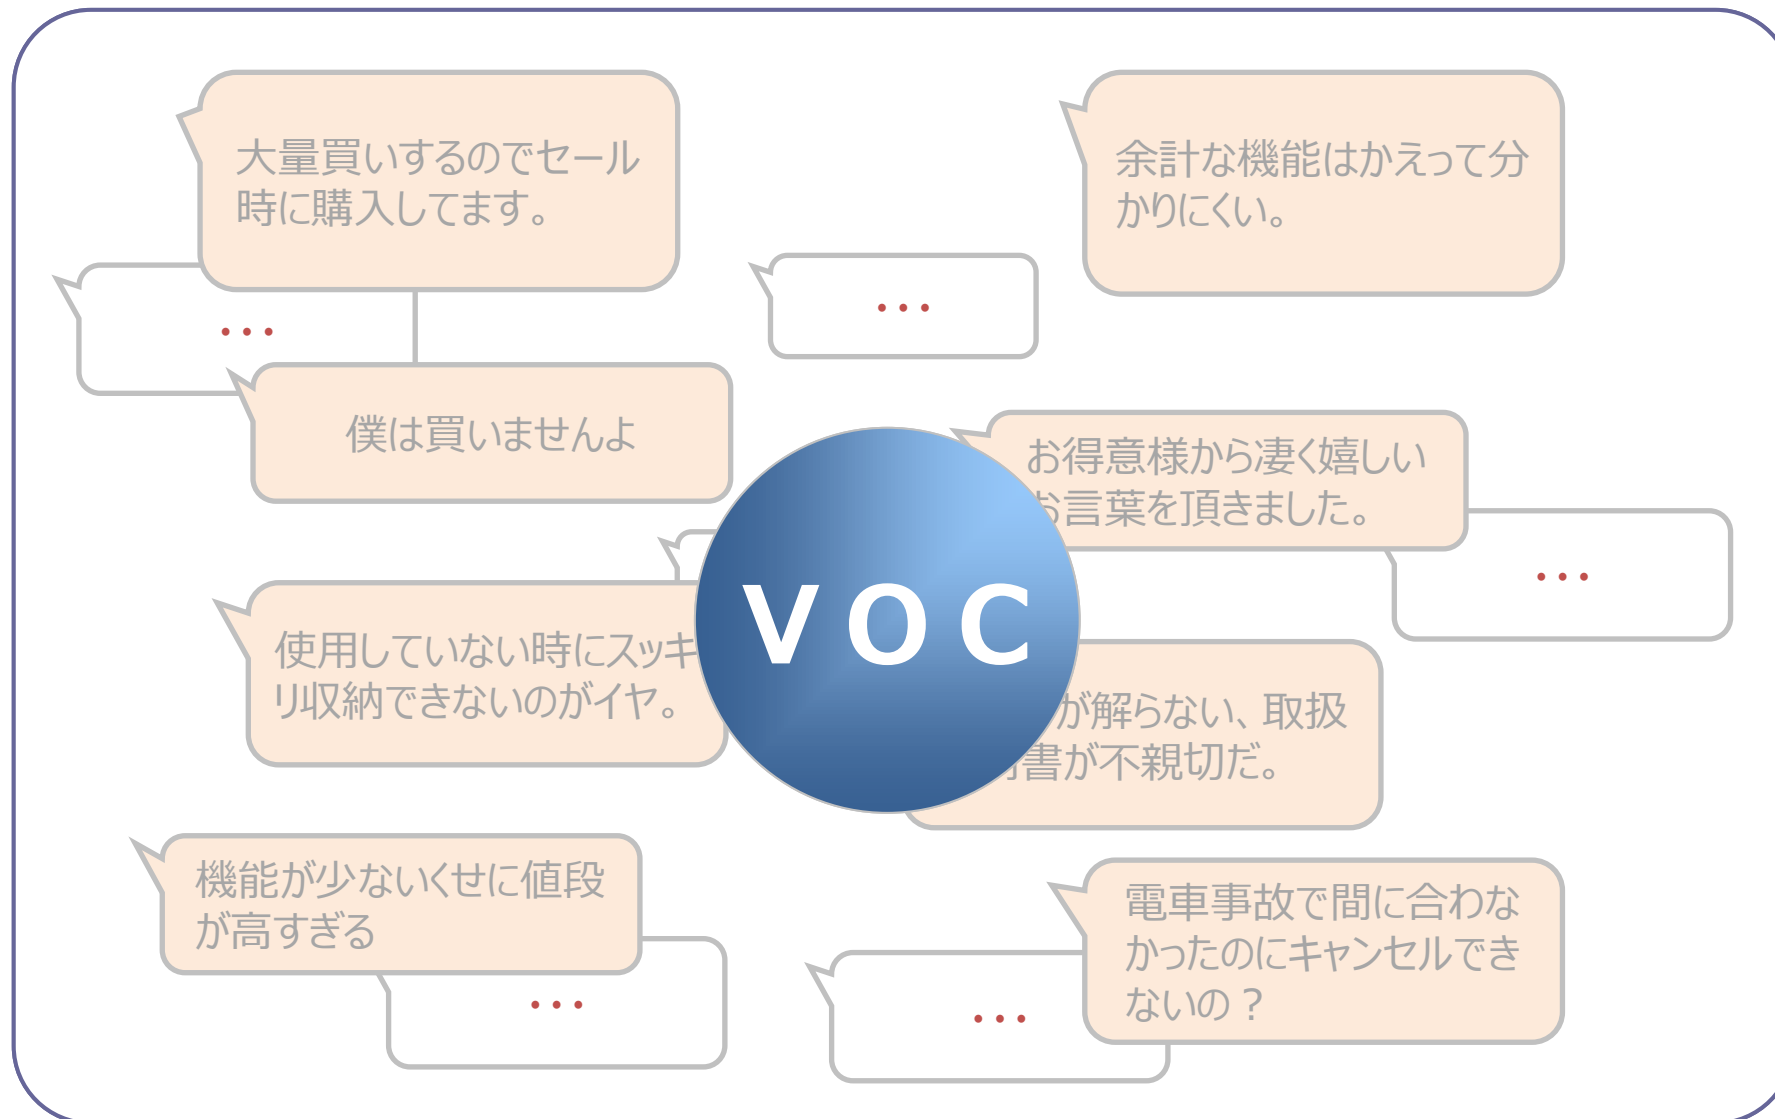 大量買いするのでセール
時に購入してます。
余計な機能はかえって分
かりにくい。
・・・
・・・
僕は買いませんよ
お得意様から凄く嬉しい
お言葉を頂きました。
・・・
VOC
使用していない時にスッキ
リ収納できないのがイヤ。
が解らない、取扱
書が不親切だ。
機能が少ないくせに値段
が高すぎる
・・・
電車事故で間に合わな
かったのにキャンセルでき
ないの？
・・・